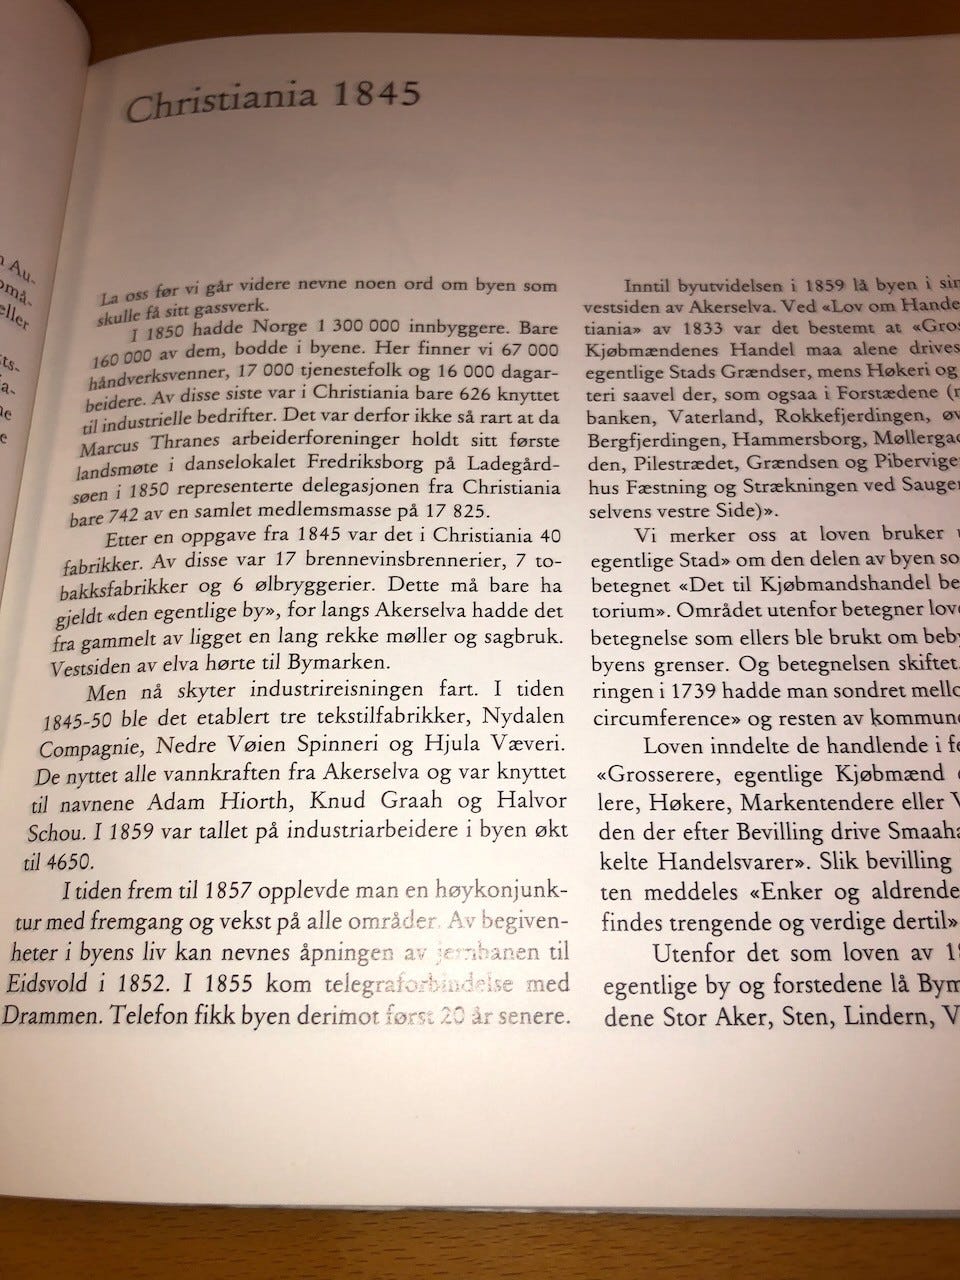 Christiania 1845
La oss før vi går videre nevne noen ord om byen som
skulle få sitt gassverk.
I 1850 hadde Norge 1 300 000 innbyggere. Bare
160 000 av dem, bodde i byene. Her finner vi 67 000
håndverksvenner, 17 000 tjenestefolk og 16 000 dagar-
beidere. Av disse siste var i Christiania bare 626 knyttet
til industrielle bedrifter. Det var derfor ikke så rart at da
Marcus Thranes arbeiderforeninger holdt sitt første
landsmøte i danselokalet Fredriksborg på Ladegård-
søen i 1850 representerte delegasjonen fra Christiania
bare 742 av en samlet medlemsmasse på 17 825.
Etter en oppgave fra 1845 var det i Christiania 40
fabrikker. Av disse var 17 brennevinsbrennerier, 7 to-
bakksfabrikker og 6 ølbryggerier. Dette må bare ha
gjeldt «den egentlige by», for langs Akerselva hadde det
fra gammelt av ligget en lang rekke møller og sagbruk.
Vestsiden av elva hørte til Bymarken.
Men nå skyter industrireisningen fart. I tiden
1845-50 ble det etablert tre tekstilfabrikker, Nydalen
Compagnie, Nedre Vøien Spinneri og Hjula Væveri.
De nyttet alle vannkraften fra Akerselva og var knyttet
til navnene Adam Hiorth, Knud Graah og Halvor
Schou. I 1859 var tallet på industriarbeidere i byen økt
til 4650.
I tiden frem til 1857 opplevde man en høykonjunk-
tur med fremgang og vekst på alle områder. Av begiven-
heter i byens liv kan nevnes åpningen av jernbanen til
Eidsvold i 1852. I 1855 kom telegrafforbindelse med
Drammen. Telefon fikk byen derimot først 20 år senere.
Inntil byutvidelsen i 1859 lå byen i
vestsiden av Akerselva. Ved «Lov om
tiania» av 1833 var det bestemt at
Kjøbmændenes Handel maa alene drives
egentlige Stads Grændser, mens Høkeri og
teri saavel der, som ogsaa i Forstædene
banken, Vaterland, Rokkefjerdingen,
Bergfjerdingen, Hammersborg,
den, Pilestrædet, Grændsen og
hus Fæstning og Strækningen ved
selvens vestre Side)».
Vi merker oss at loven bruker
egentlige Stad» om den delen av byen
betegnet «Det til Kjøbmandshandel
torium». Området utenfor betegner
betegnelse som ellers ble brukt om
byens grenser. Og betegnelsen skiftet.
ringen i 1739 hadde man sondret
circumference» og resten av
Loven inndelte de handlende i
«Grosserere, egentlige Kjøbmænd
lere, Høkere, Markentendere eller
den der efter Bevilling drive
kelte Handelsvarer». Slik bevilling
ten meddeles «Enker og aldrende
findes trengende og verdige dertil»
Utenfor det som loven av
egentlige by og forstedene lå
dene Stor Aker, Sten, Lindern,